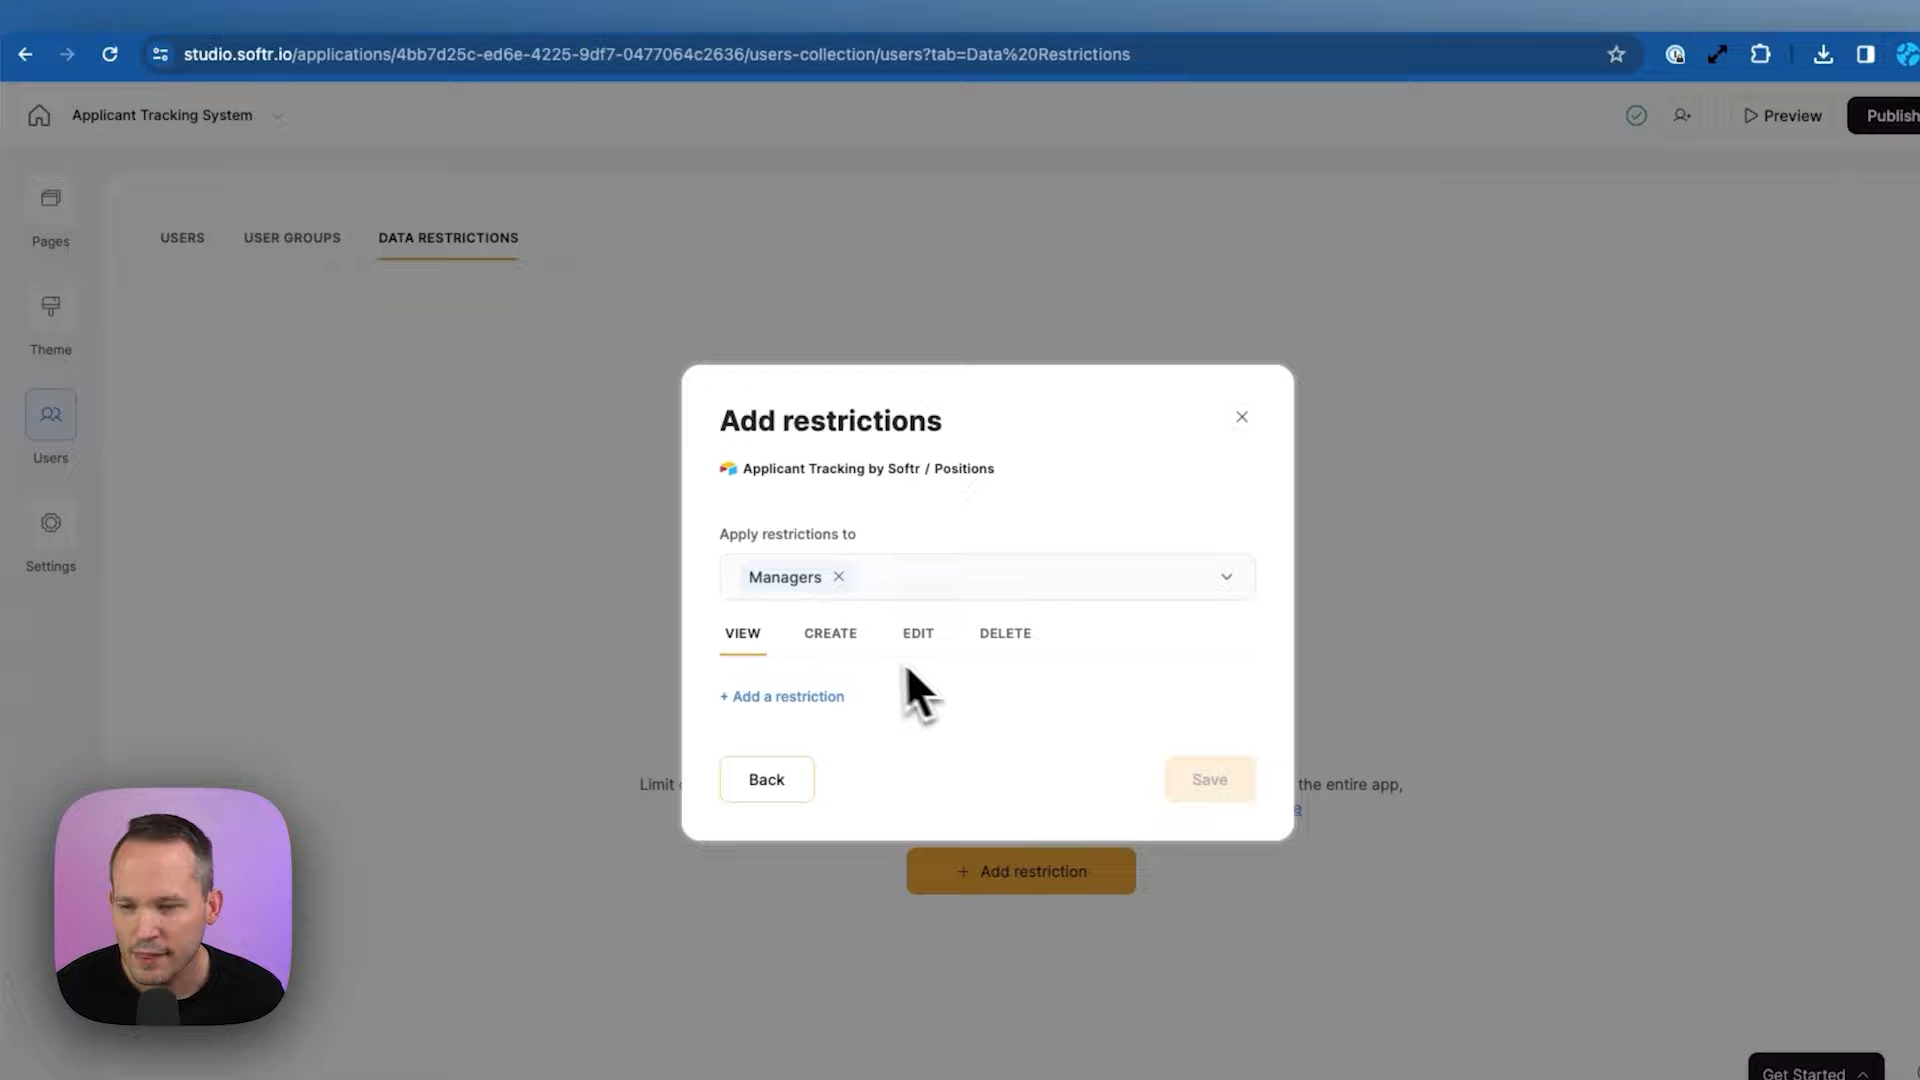 studio.softr.io/applications/4bb7d25c-ed6e-4225-9df7-0477064c2636/users-collection/users?tab=Data%20Restrictions
Applicant Tracking System
Preview
Publish
Pages
Theme
Users
Settings
USERS
USER GROUPS
DATA RESTRICTIONS
Add restrictions
Applicant Tracking by Softr / Positions
Apply restrictions to
Managers
VIEW
CREATE
EDIT
DELETE
+ Add a restriction
Back
Save
Limit
the entire app,
+ Add restriction
Get Started